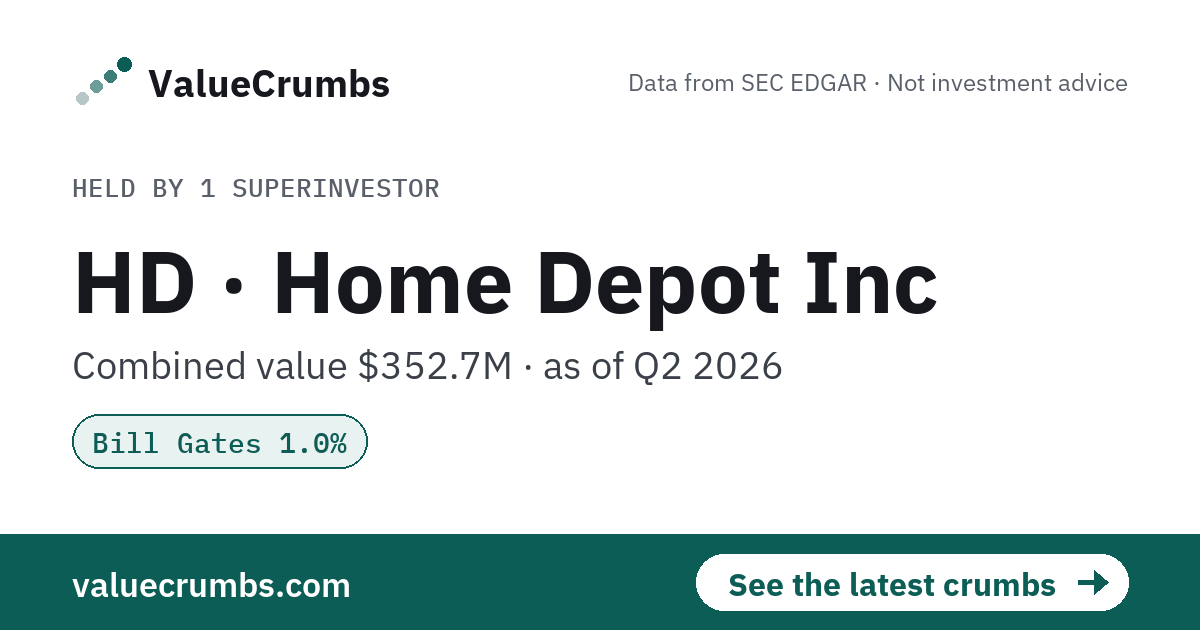 ValueCrumbs
Data from SEC EDGAR · Not investment advice
HELD BY 1 SUPERINVESTOR
HD · Home Depot Inc
Combined value $352.7M · as of Q2 2026
Bill Gates 1.0%
valuecrumbs.com
See the latest crumbs →